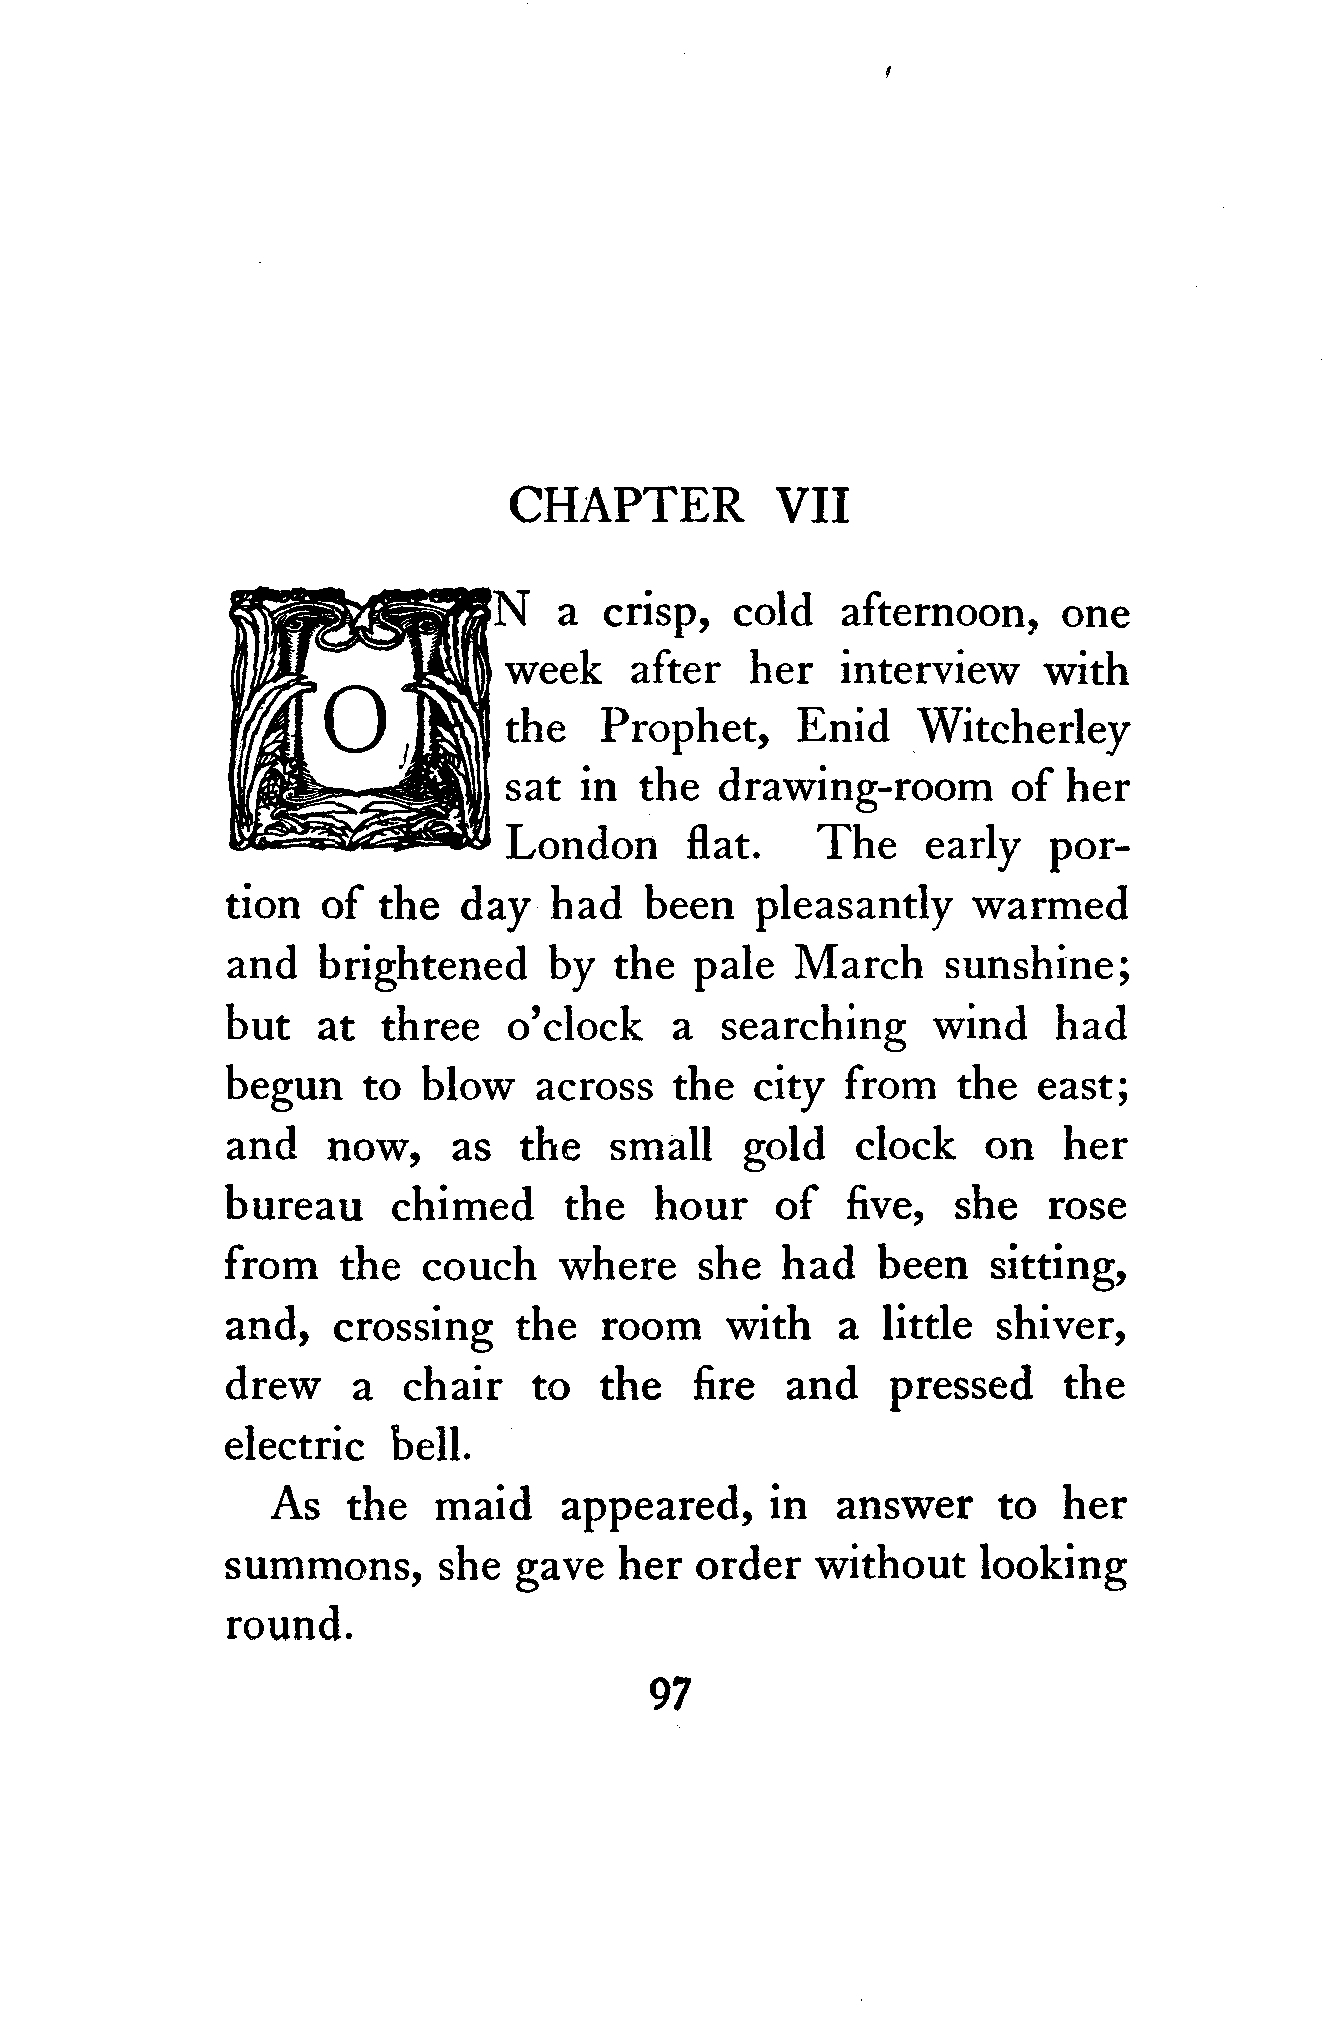 CHAPTER VII
ON a crisp, cold afternoon, one
week after her interview with
the Prophet, Enid Witcherley
sat in the drawing-room of her
London flat. The early por-
tion of the day had been pleasantly warmed
and brightened by the pale March sunshine;
but at three o'clock a searching wind had
begun to blow across the city from the east;
and now, as the small gold clock on her
bureau chimed the hour of five, she rose
from the couch where she had been sitting,
and, crossing the room with a little shiver,
drew a chair to the fire and pressed the
electric bell.
As the maid appeared, in answer to her
summons, she gave her order without looking
round.
97